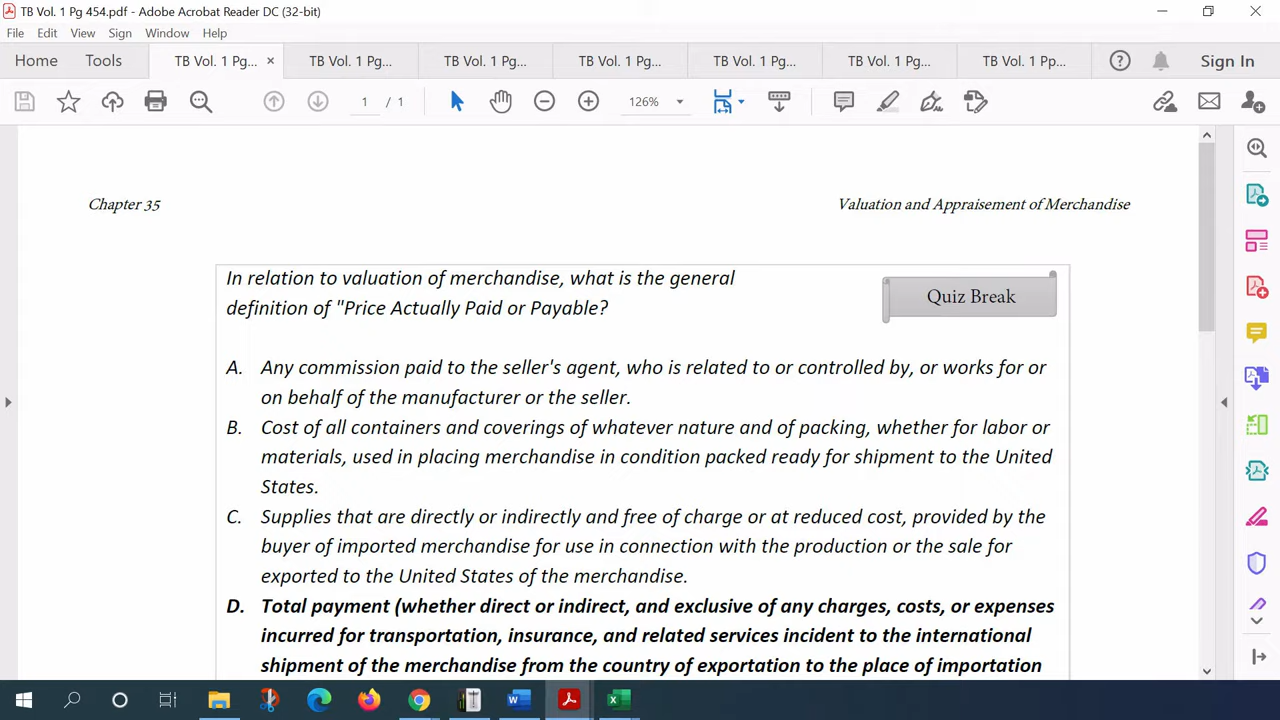 TB Vol. 1 Pg 454.pdf - Adobe Acrobat Reader DC (32-bit)
File Edit View Sign Window Help
Home Tools TB Vol. 1 Pg... × TB Vol. 1 Pg... TB Vol. 1 Pg... TB Vol. 1 Pg... TB Vol. 1 Pg... TB Vol. 1 Pg... TB Vol. 1 Pp... Sign In
1 / 1 126%
Chapter 35 Valuation and Appraisement of Merchandise
In relation to valuation of merchandise, what is the general
definition of "Price Actually Paid or Payable?
Quiz Break
A. Any commission paid to the seller's agent, who is related to or controlled by, or works for or
on behalf of the manufacturer or the seller.
B. Cost of all containers and coverings of whatever nature and of packing, whether for labor or
materials, used in placing merchandise in condition packed ready for shipment to the United
States.
C. Supplies that are directly or indirectly and free of charge or at reduced cost, provided by the
buyer of imported merchandise for use in connection with the production or the sale for
exported to the United States of the merchandise.
D. Total payment (whether direct or indirect, and exclusive of any charges, costs, or expenses
incurred for transportation, insurance, and related services incident to the international
shipment of the merchandise from the country of exportation to the place of importation